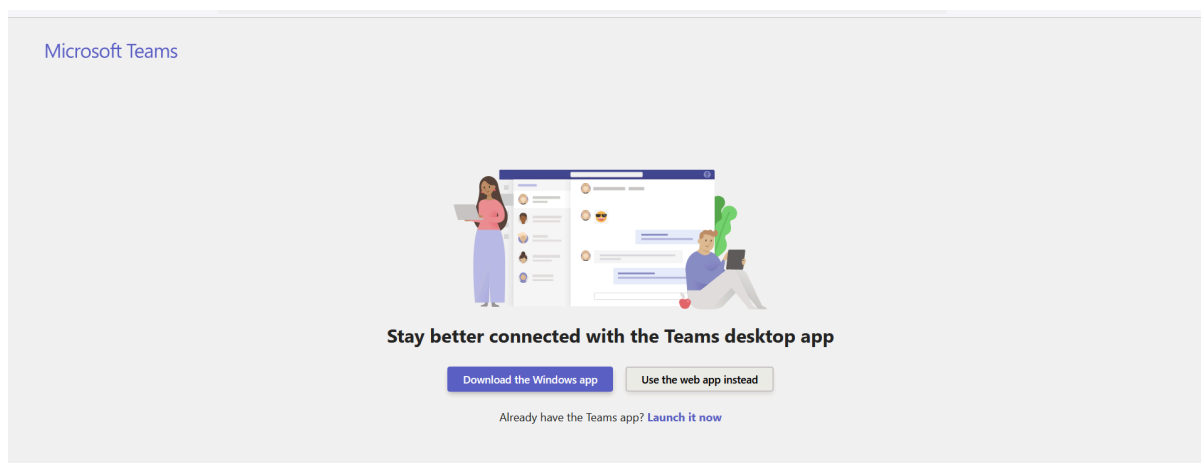 Microsoft Teams
Stay better connected with the Teams desktop app
Download the Windows app
Use the web app instead
Already have the Teams app? Launch it now